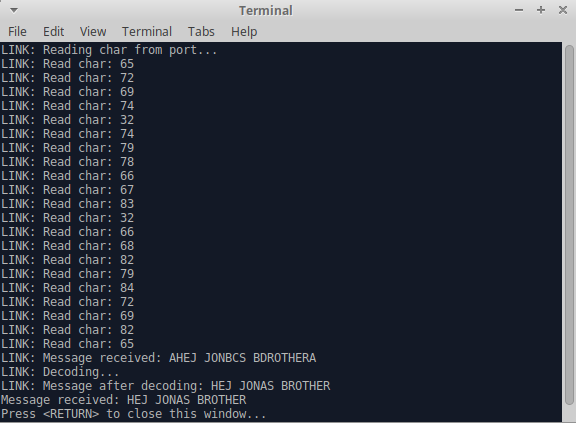 Terminal
File Edit View Terminal Tabs Help
LINK: Reading char from port...
LINK: Read char: 65
LINK: Read char: 72
LINK: Read char: 69
LINK: Read char: 74
LINK: Read char: 32
LINK: Read char: 74
LINK: Read char: 79
LINK: Read char: 78
LINK: Read char: 66
LINK: Read char: 67
LINK: Read char: 83
LINK: Read char: 32
LINK: Read char: 66
LINK: Read char: 68
LINK: Read char: 82
LINK: Read char: 79
LINK: Read char: 84
LINK: Read char: 72
LINK: Read char: 69
LINK: Read char: 82
LINK: Read char: 65
LINK: Message received: AHEJ JONBCS BDROTHERA
LINK: Decoding...
LINK: Message after decoding: HEJ JONAS BROTHER
Message received: HEJ JONAS BROTHER
Press <RETURN> to close this window...